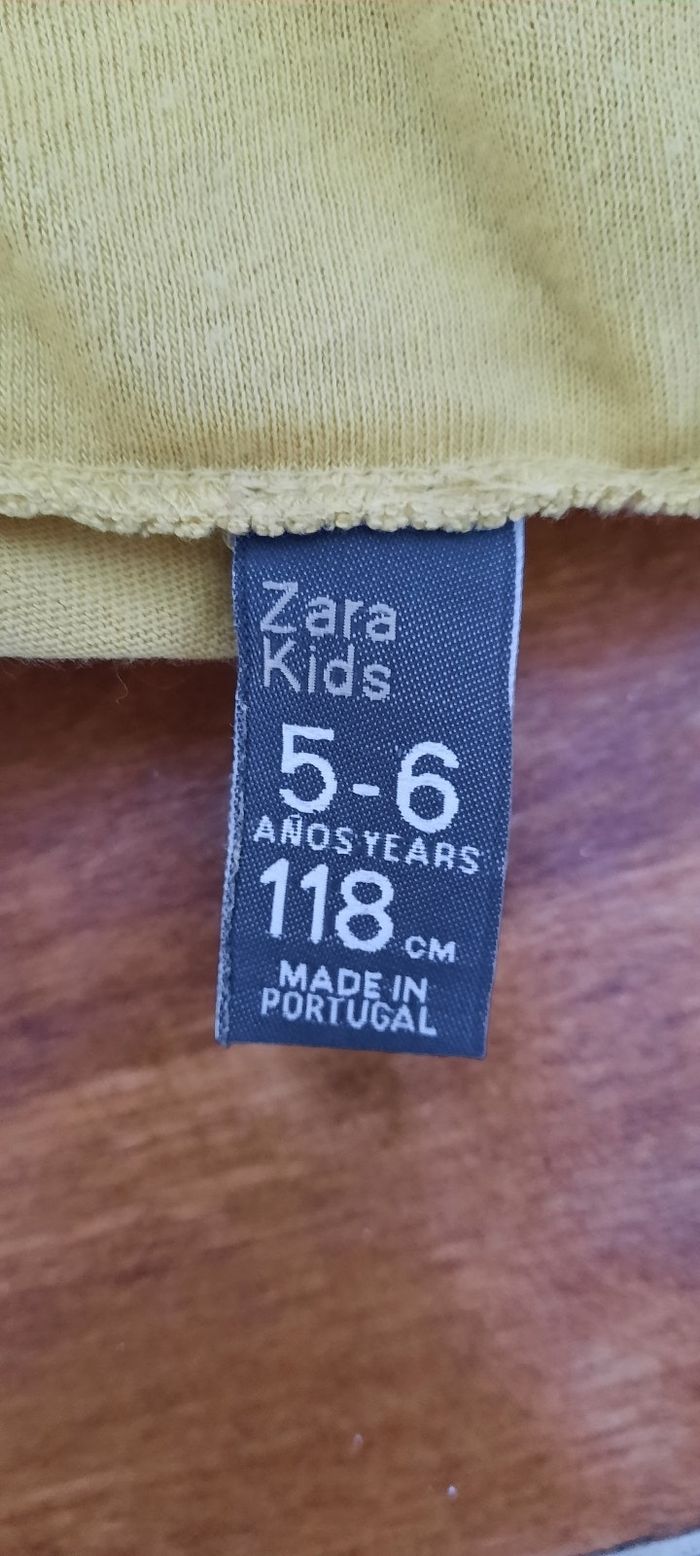 Zara
Kids
5-6
AÑOS YEARS
118 CM
MADE IN
PORTUGAL